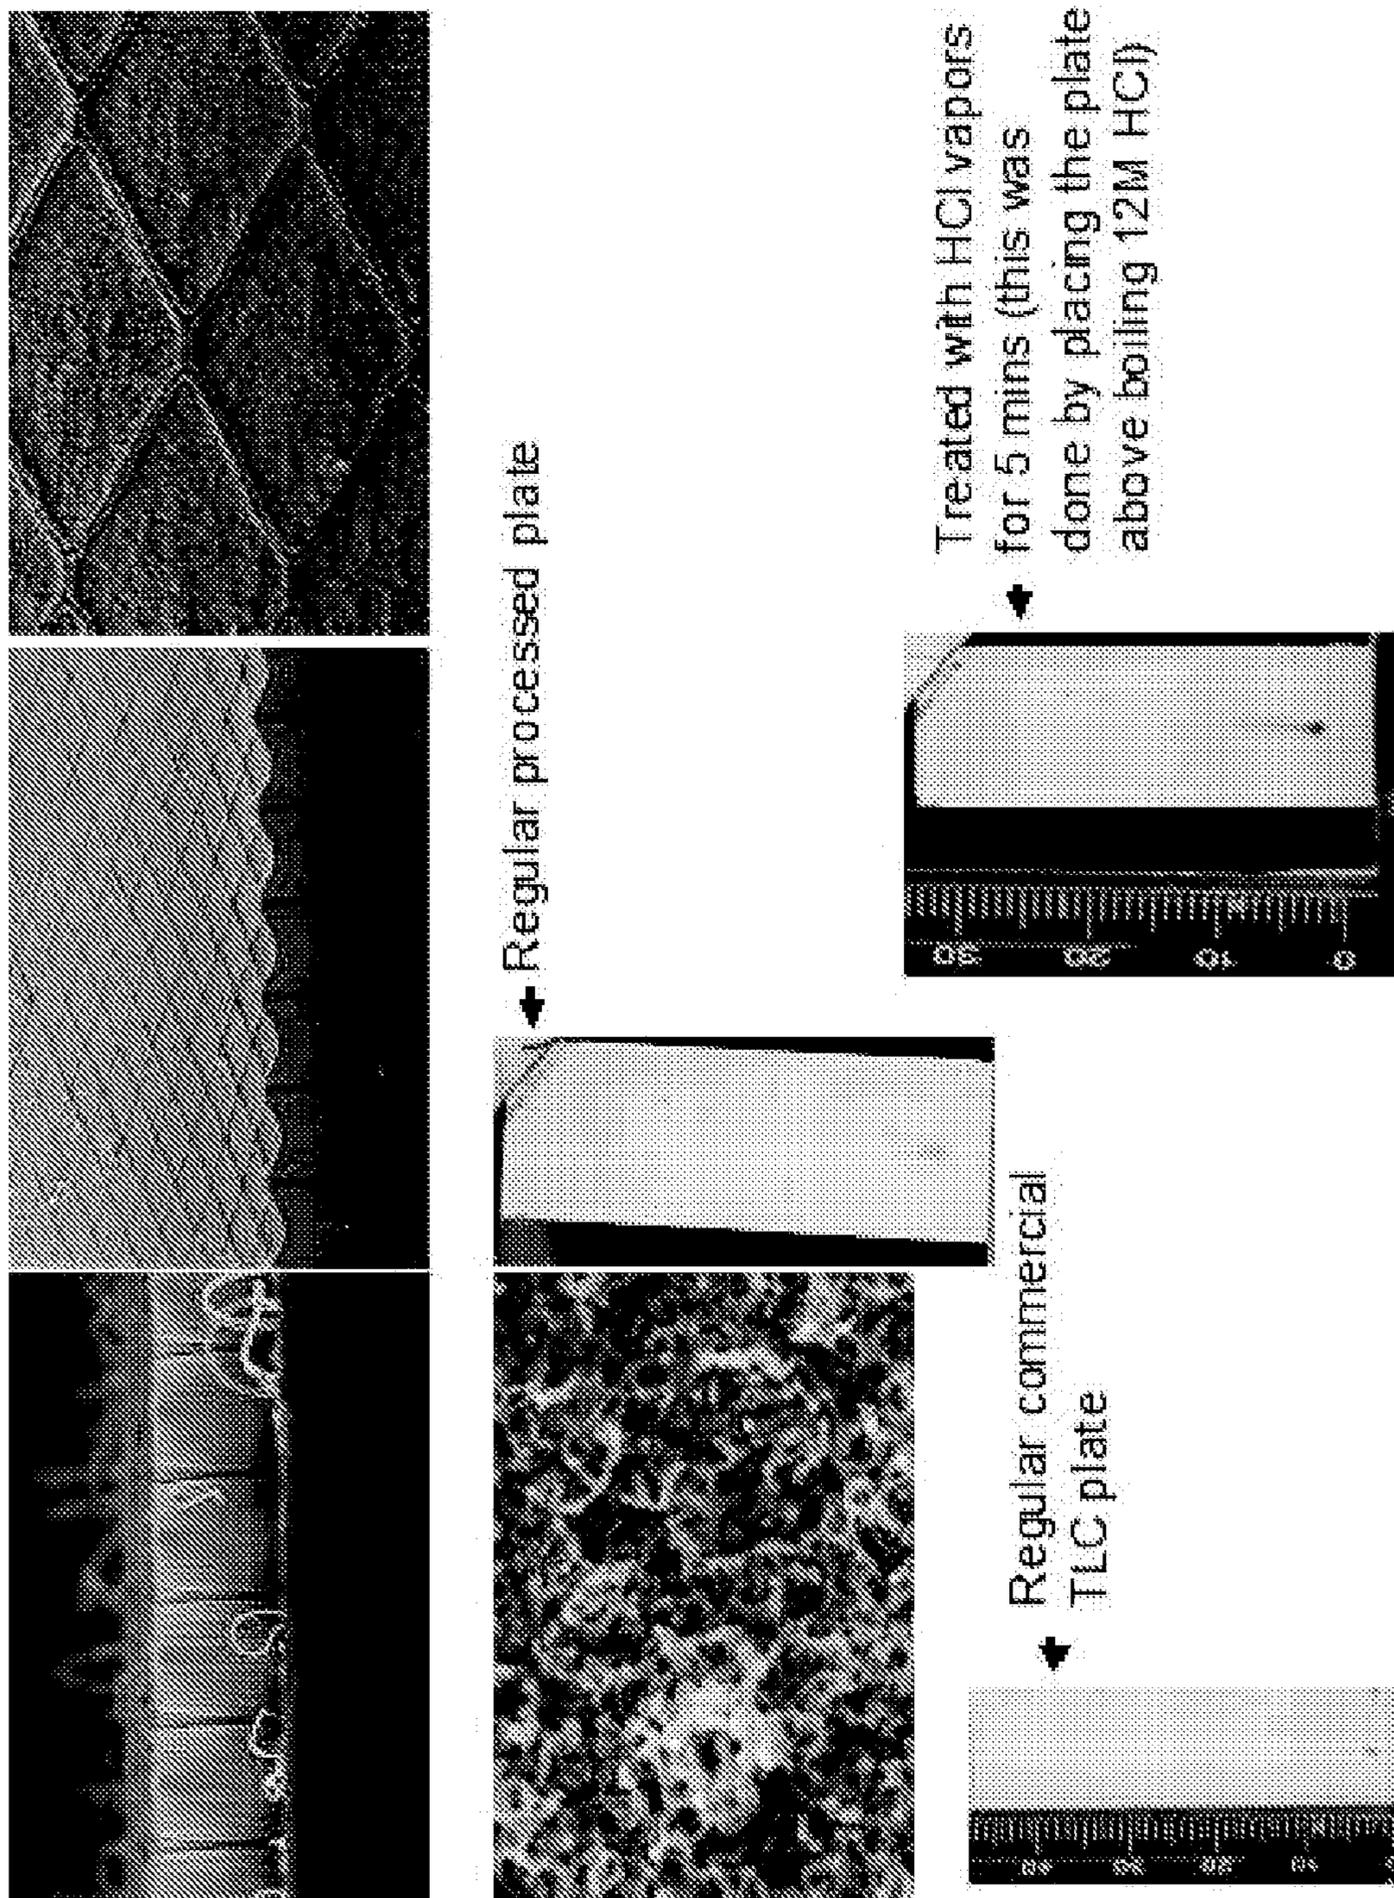 Regular processed plate
Treated with HCl vapors
for 5 mins (this was
done by placing the plate
above boiling 12M HCl)
30
20
10
0
Regular commercial
TLC plate